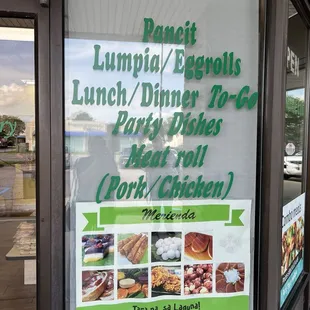 Pancit
Lumpia/Eggrolls
Lunch/Dinner To-Go
Party Dishes
Meat roll
(Pork/Chicken)
Merienda
Tara na sa Laguna!